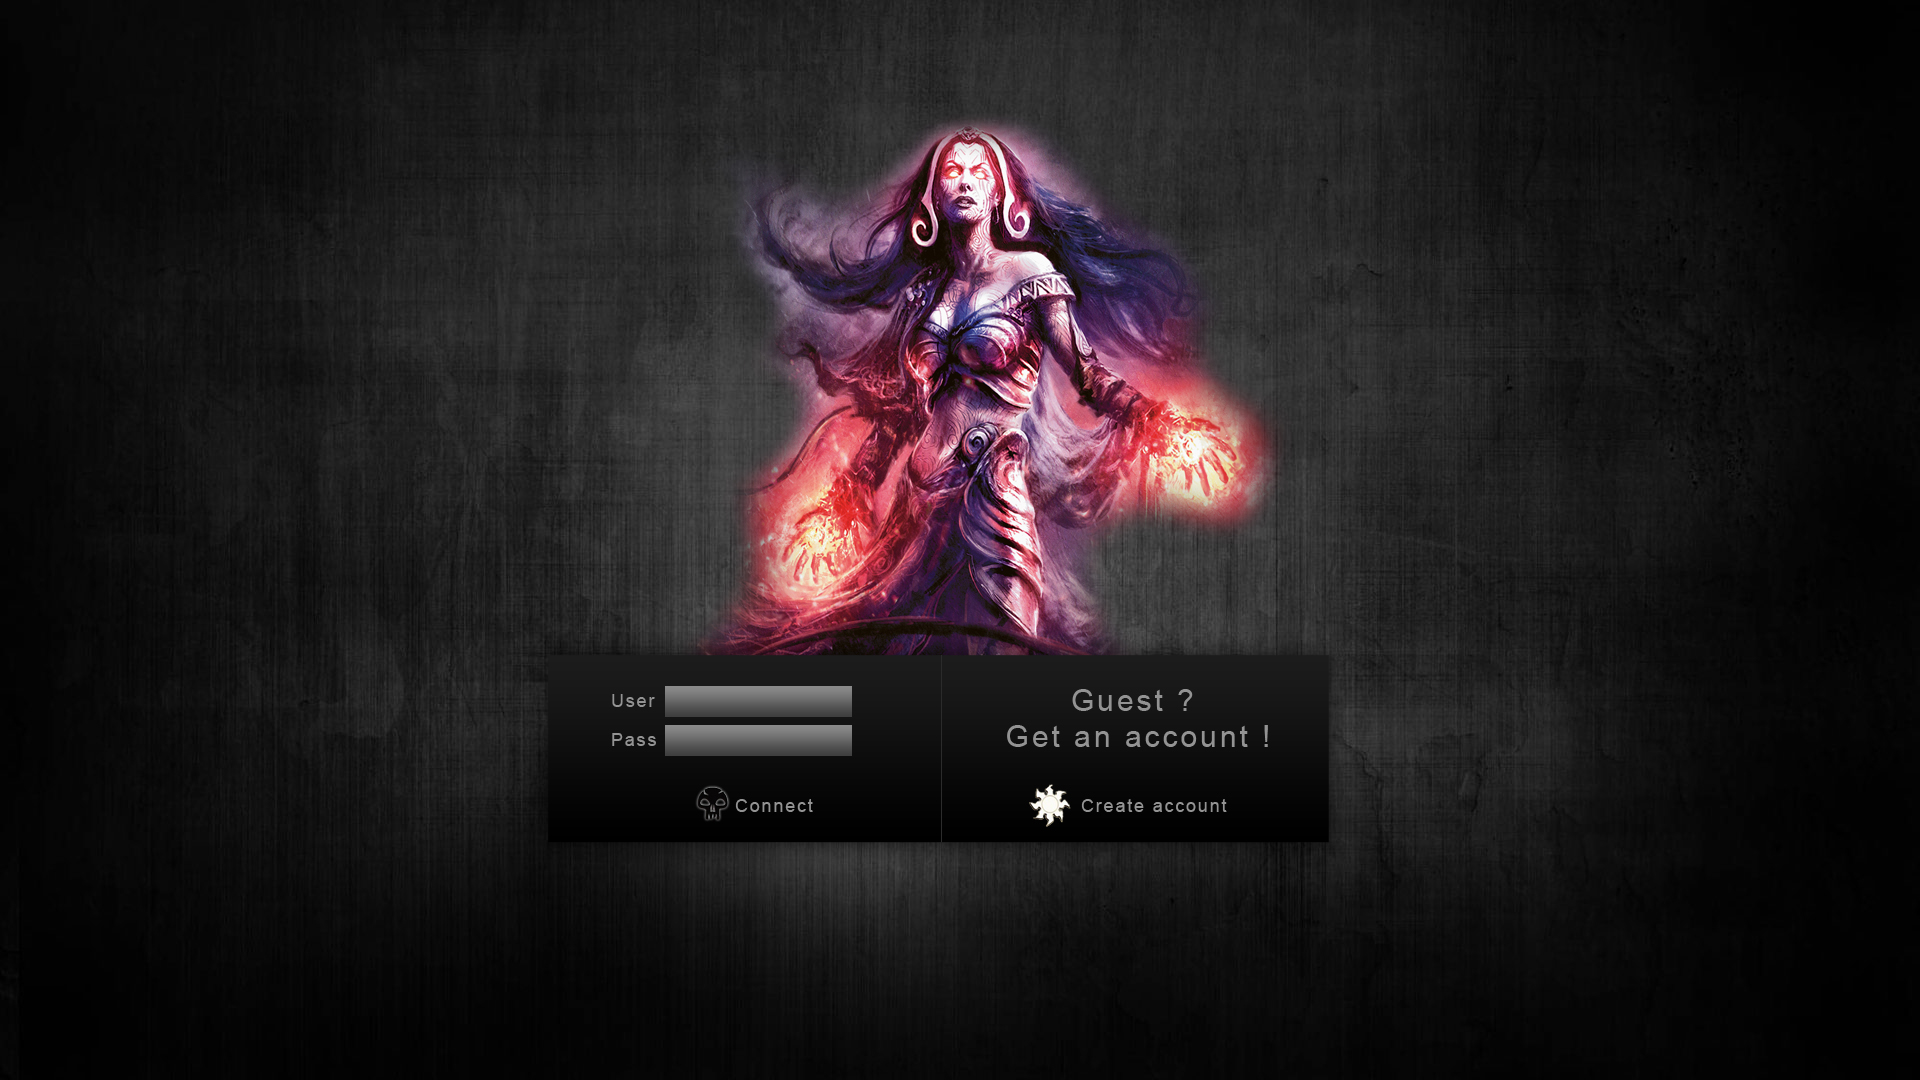 User
Pass
Connect
Guest ?
Get an account !
Create account